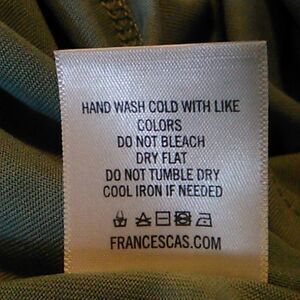 HAND WASH COLD WITH LIKE
COLORS
DO NOT BLEACH
DRY FLAT
DO NOT TUMBLE DRY
COOL IRON IF NEEDED
FRANCESCAS.COM